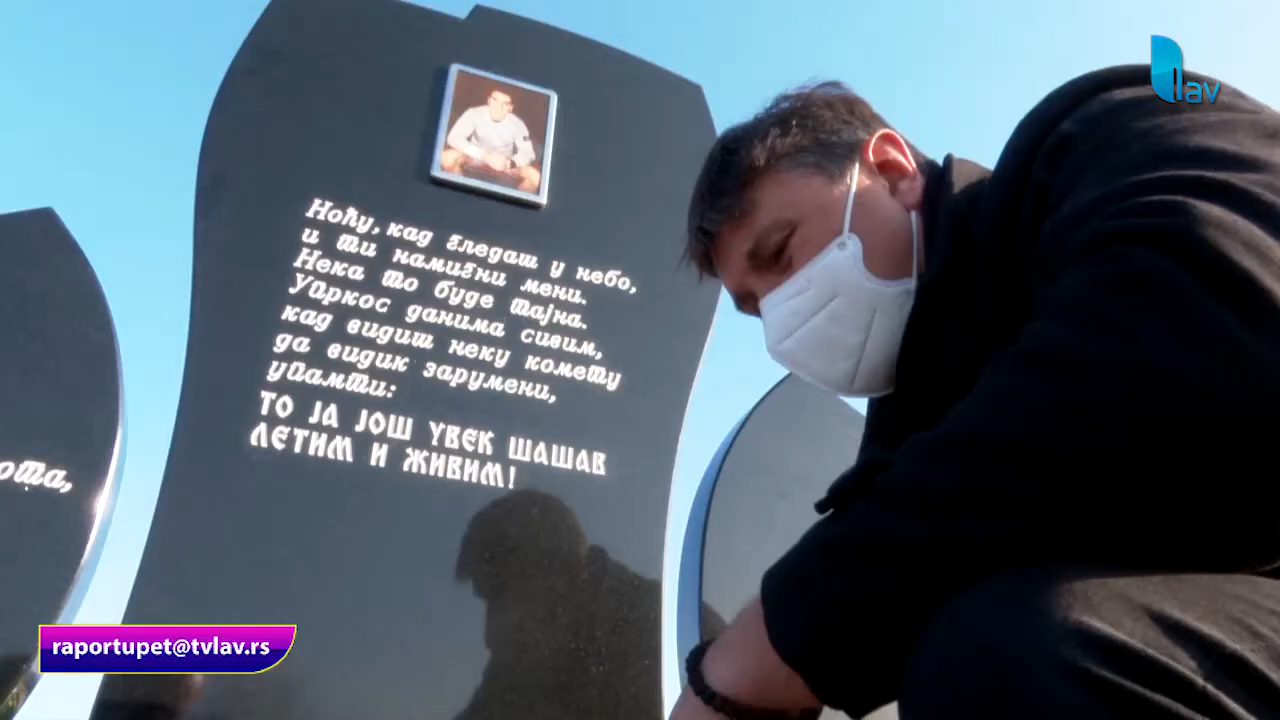 lav
Ноћу, кад гледаш у небо,
и ти намигни мени.
Нека то буде тајна.
Упркос данима сивим,
кад видиш неку комету
да видик зарумени,
упамти:
ТО ЈА ЈОШ УВЕК ШАШАВ
ЛЕТИМ И ЖИВИМ!
raportupet@tvlav.rs